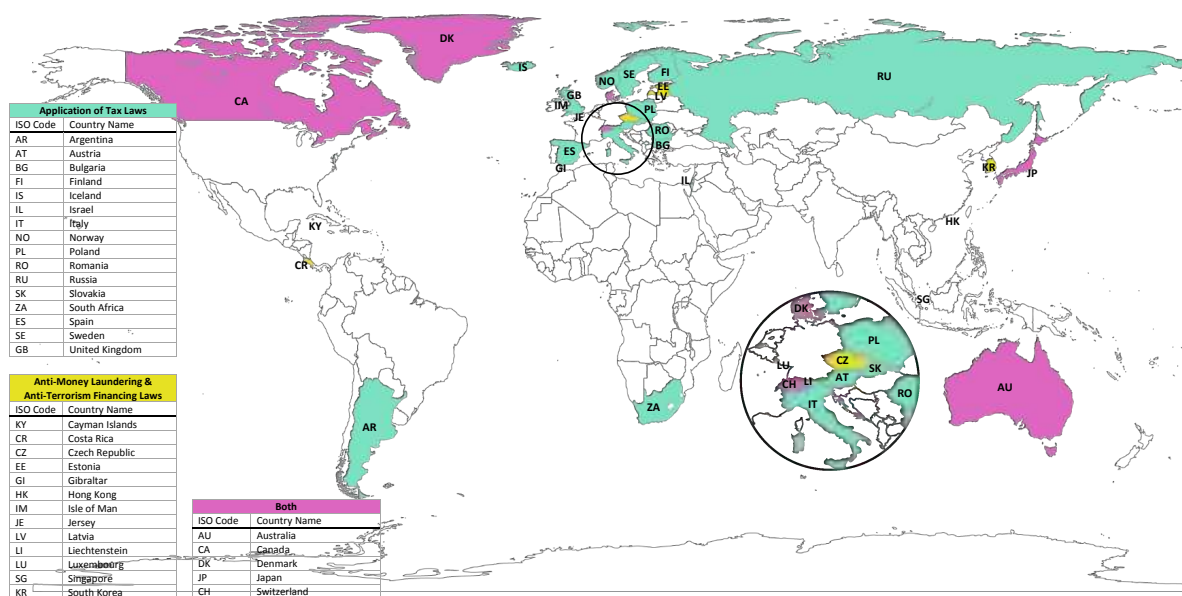 Application of Tax Laws
ISO Code Country Name
AR Argentina
AT Austria
BG Bulgaria
FI Finland
IS Iceland
IL Israel
IT Italy
NO Norway
PL Poland
RO Romania
RU Russia
SK Slovakia
ZA South Africa
ES Spain
SE Sweden
GB United Kingdom
Anti-Money Laundering &
Anti-Terrorism Financing Laws
ISO Code Country Name
KY Cayman Islands
CR Costa Rica
CZ Czech Republic
EE Estonia
GI Gibraltar
HK Hong Kong
IM Isle of Man
JE Jersey
LV Latvia
LI Liechtenstein
LU Luxembourg
SG Singapore
KR South Korea
Both
ISO Code Country Name
AU Australia
CA Canada
DK Denmark
JP Japan
CH Switzerland
DK
IS
CA
NO
SE
FI
RU
EE
LV
GB
IM
JE
PL
RO
BG
ES
GI
IL
KR
JP
HK
KY
CR
SG
AR
ZA
AU
DK
PL
CZ
SK
LU
CH
LI
AT
RO
IT